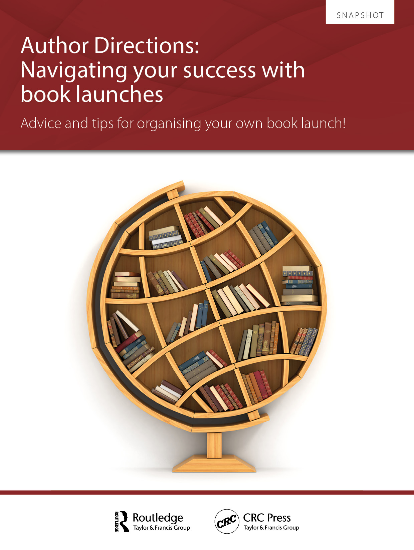 SNAPSHOT
Author Directions:
Navigating your success with
book launches
Advice and tips for organising your own book launch!
Routledge
Taylor & Francis Group
CRC
CRC Press
Taylor & Francis Group